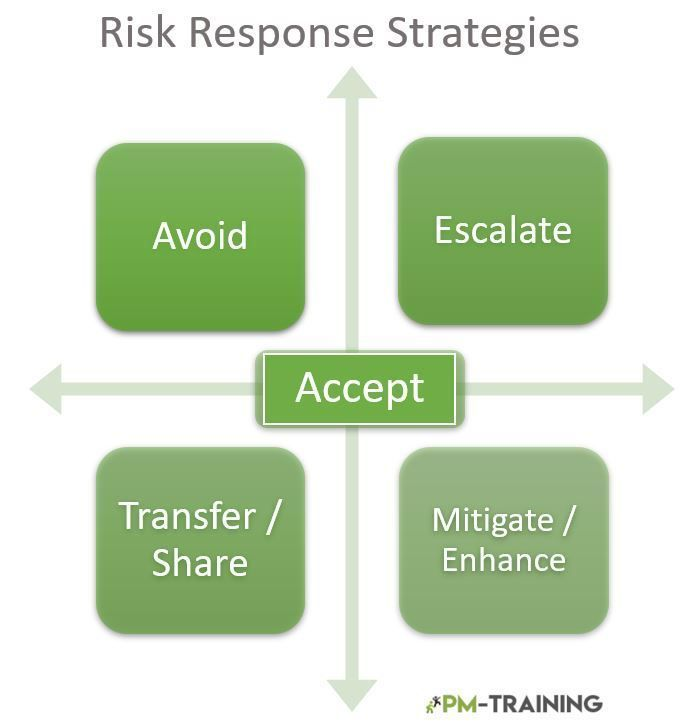 Risk Response Strategies
Avoid
Escalate
Accept
Transfer /
Share
Mitigate /
Enhance
PM-TRAINING